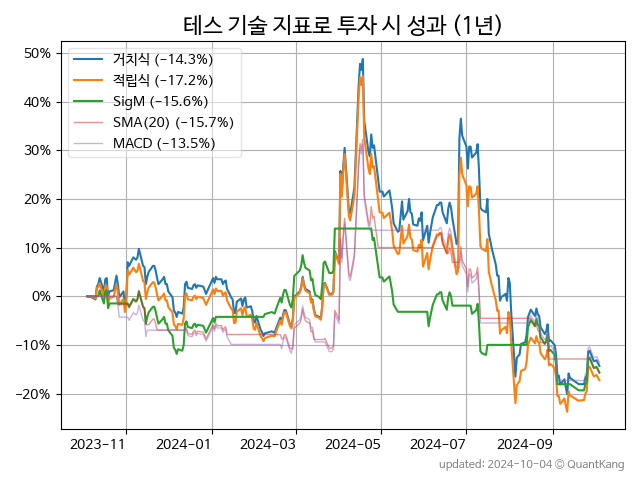 테스 기술 지표로 투자 시 성과 (1년)
50%
40%
30%
20%
10%
0%
−10%
−20%
거치식 (−14.3%)
적립식 (−17.2%)
SigM (−15.6%)
SMA(20) (−15.7%)
MACD (−13.5%)
2023-11
2024-01
2024-03
2024-05
2024-07
2024-09
updated: 2024-10-04 ⓒ QuantKang